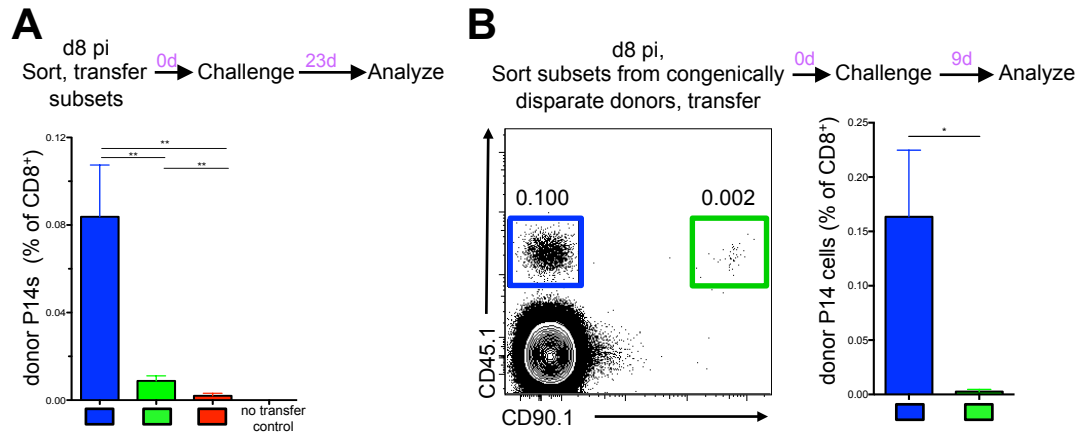 A
d8 pi
Sort, transfer
subsets
0d
Challenge
23d
Analyze
donor P14s (% of CD8⁺)
0.12
0.08
0.04
0.00
**
**
**
no transfer
control
B
d8 pi,
Sort subsets from congenically
disparate donors, transfer
0d
Challenge
9d
Analyze
0.100
0.002
CD45.1
CD90.1
donor P14 cells (% of CD8⁺)
0.25
0.20
0.15
0.10
0.05
0.00
*